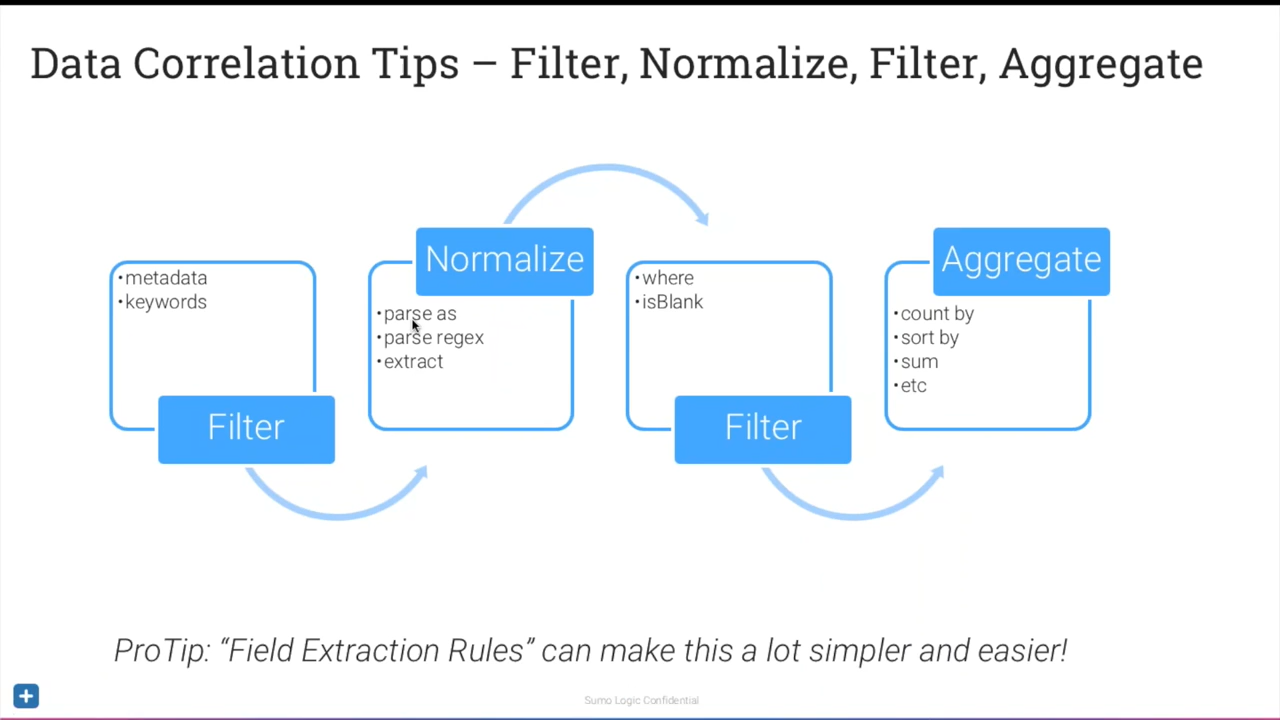 Data Correlation Tips – Filter, Normalize, Filter, Aggregate
•metadata
•keywords
Filter
Normalize
•parse as
•parse regex
•extract
•where
•isBlank
Filter
Aggregate
•count by
•sort by
•sum
•etc
ProTip: “Field Extraction Rules” can make this a lot simpler and easier!
Sumo Logic Confidential